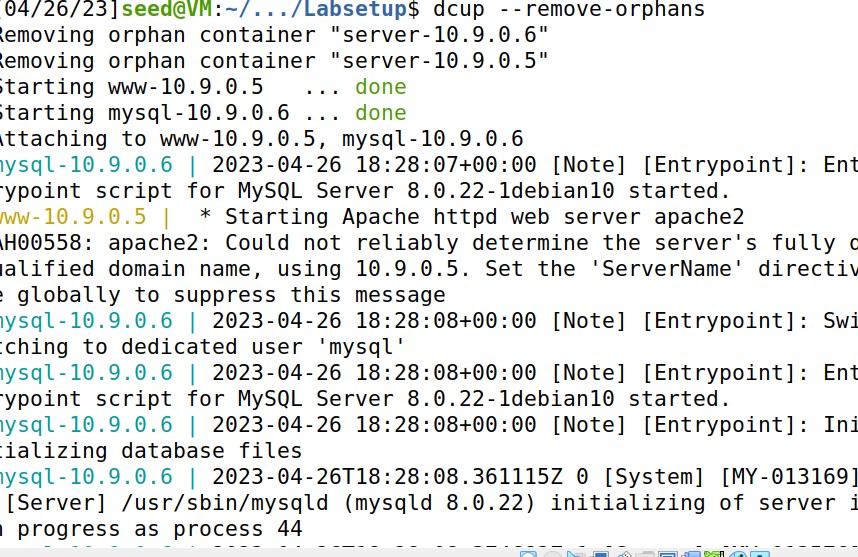 04/26/23]seed@VM:~/.../Labsetup$ dcup --remove-orphans
Removing orphan container "server-10.9.0.6"
Removing orphan container "server-10.9.0.5"
Starting www-10.9.0.5   ... done
Starting mysql-10.9.0.6 ... done
Attaching to www-10.9.0.5, mysql-10.9.0.6
mysql-10.9.0.6 | 2023-04-26 18:28:07+00:00 [Note] [Entrypoint]: Ent
rypoint script for MySQL Server 8.0.22-1debian10 started.
www-10.9.0.5 |  * Starting Apache httpd web server apache2
AH00558: apache2: Could not reliably determine the server's fully q
ualified domain name, using 10.9.0.5. Set the 'ServerName' directiv
e globally to suppress this message
mysql-10.9.0.6 | 2023-04-26 18:28:08+00:00 [Note] [Entrypoint]: Swi
tching to dedicated user 'mysql'
mysql-10.9.0.6 | 2023-04-26 18:28:08+00:00 [Note] [Entrypoint]: Ent
rypoint script for MySQL Server 8.0.22-1debian10 started.
mysql-10.9.0.6 | 2023-04-26 18:28:08+00:00 [Note] [Entrypoint]: Ini
tializing database files
mysql-10.9.0.6 | 2023-04-26T18:28:08.361115Z 0 [System] [MY-013169]
[Server] /usr/sbin/mysqld (mysqld 8.0.22) initializing of server i
n progress as process 44